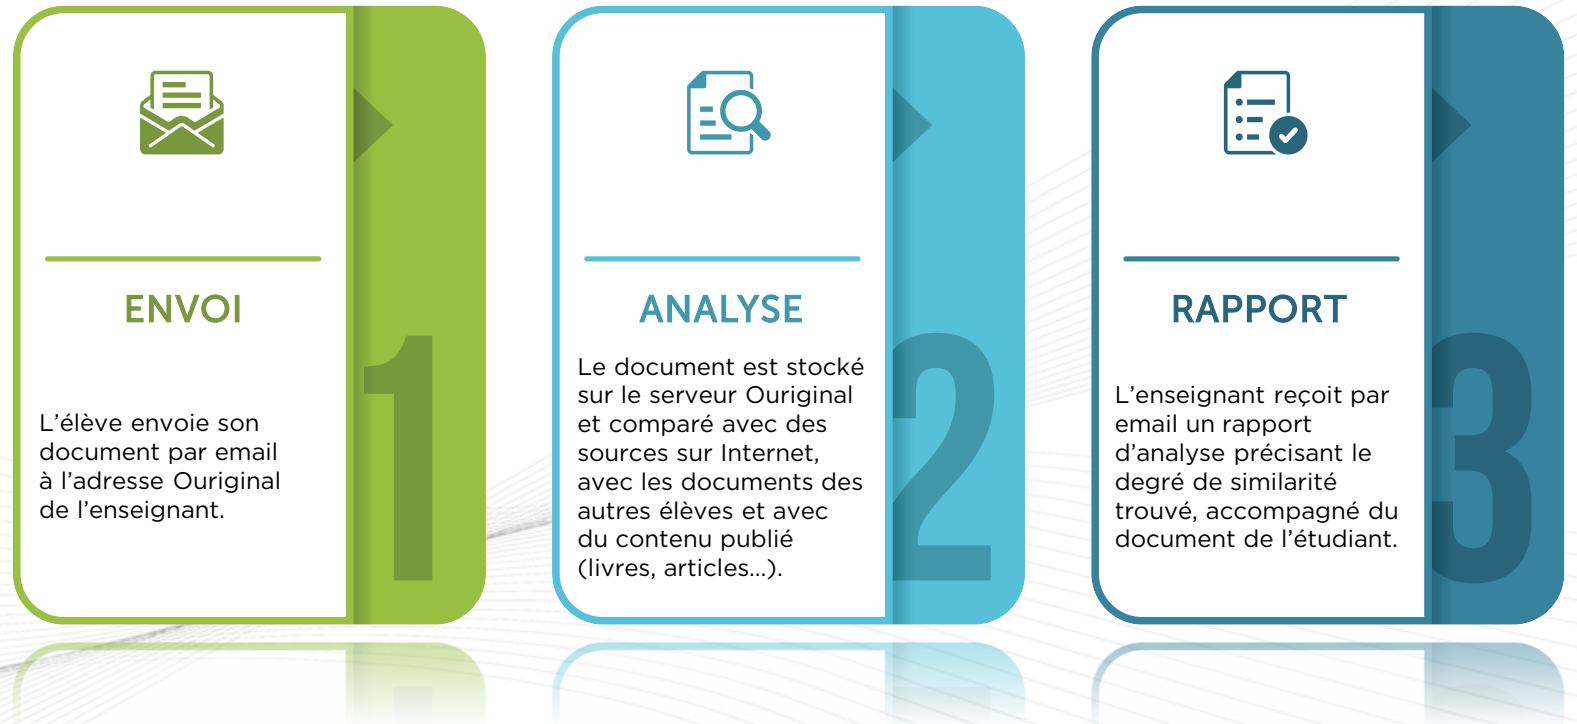 ENVOI
L’élève envoie son
document par email
à l’adresse Ouriginal
de l’enseignant.
1
ANALYSE
Le document est stocké
sur le serveur Ouriginal
et comparé avec des
sources sur Internet,
avec les documents des
autres élèves et avec
du contenu publié
(livres, articles...).
2
RAPPORT
L’enseignant reçoit par
email un rapport
d’analyse précisant le
degré de similarité
trouvé, accompagné du
document de l’étudiant.
3